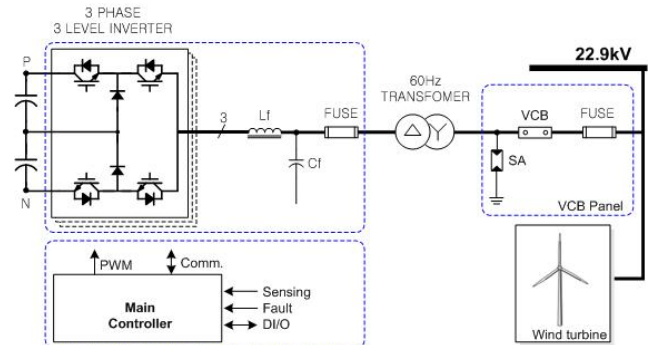 3 PHASE
3 LEVEL INVERTER
P
N
3
Lf
Cf
FUSE
60Hz
TRANSFOMER
22.9kV
VCB
FUSE
SA
VCB Panel
PWM
Comm.
Main
Controller
Sensing
Fault
DI/O
Wind turbine